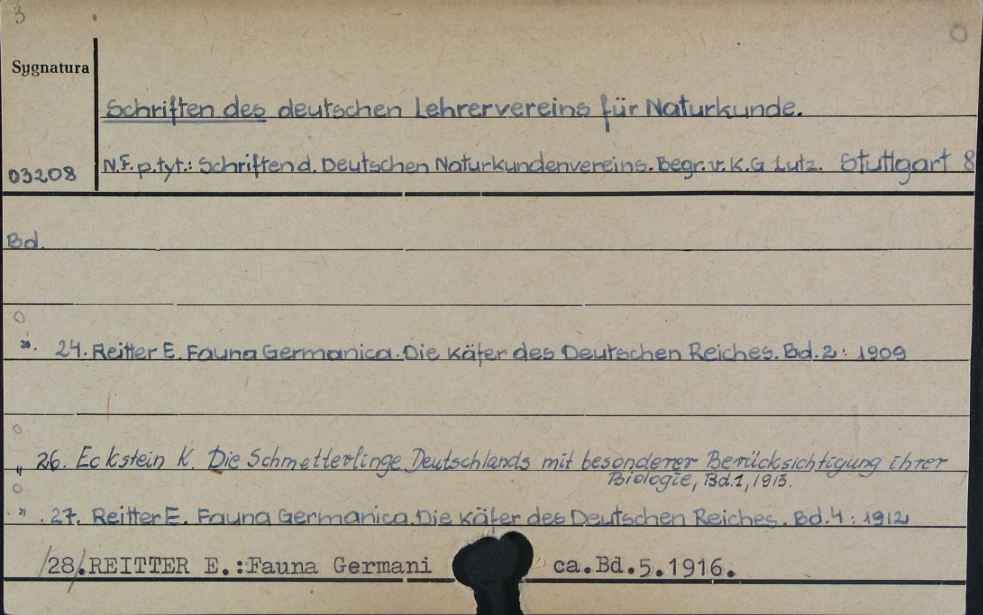 3
Sygnatura
Schriften des deutschen Lehrervereins für Naturkunde.
03208 N.F. p.tyt.: Schriften d. Deutschen Naturkundenvereins. Begr. v. K.G Lutz. Stuttgart 8
Bd.
". 24. Reitter E. Fauna Germanica. Die Käfer des Deutschen Reiches. Bd.2: 1909
" 26. Eckstein K. Die Schmetterlinge Deutschlands mit besonderer Berücksichtigung ihrer
Biologie, Bd.1, 1913.
" . 27. Reitter E. Fauna Germanica. Die Käfer des Deutschen Reiches. Bd.4: 1912
/28/.REITTER E.:Fauna Germani ca.Bd.5.1916.